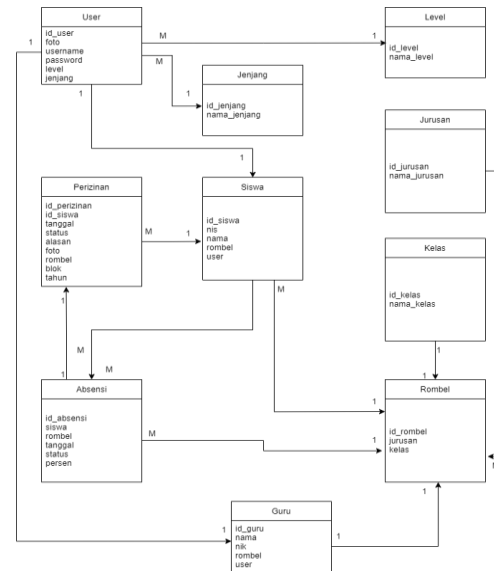 User
id_user
foto
username
password
level
jenjang
Level
id_level
nama_level
Jenjang
id_jenjang
nama_jenjang
Jurusan
id_jurusan
nama_jurusan
Perizinan
id_perizinan
id_siswa
tanggal
status
alasan
foto
rombel
blok
tahun
Siswa
id_siswa
nis
nama
rombel
user
Kelas
id_kelas
nama_kelas
Absensi
id_absensi
siswa
rombel
tanggal
status
persen
Rombel
id_rombel
jurusan
kelas
Guru
id_guru
nama
nik
rombel
user
1
M
1
M
1
1
1
M
1
1
M
M
M
1
1
1
1
M
1
1
1
1
1